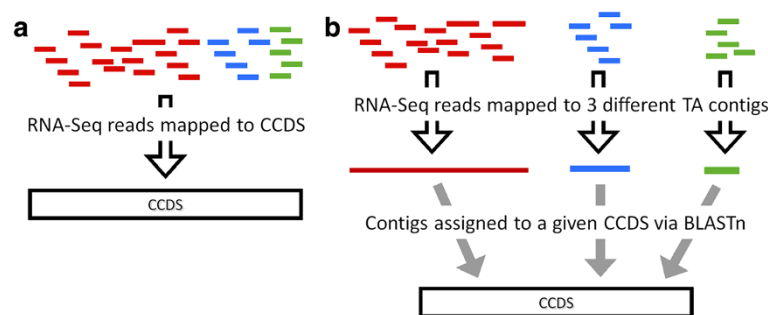 a
RNA-Seq reads mapped to CCDS
CCDS
b
RNA-Seq reads mapped to 3 different TA contigs
Contigs assigned to a given CCDS via BLASTn
CCDS